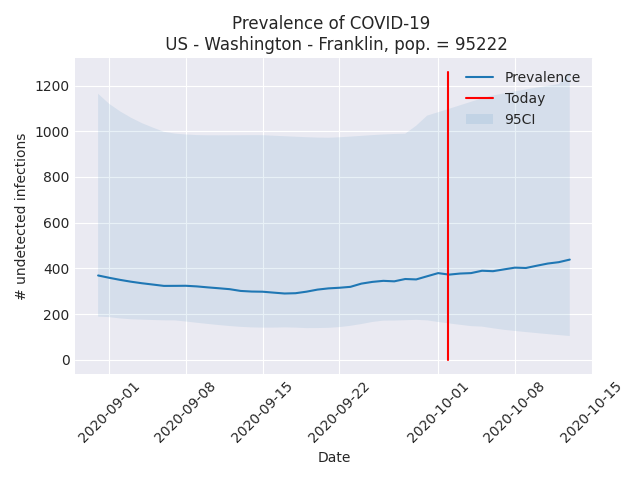 Prevalence of COVID-19
US - Washington - Franklin, pop. = 95222
Prevalence
Today
95CI
# undetected infections
1200
1000
800
600
400
200
0
2020-09-01
2020-09-08
2020-09-15
2020-09-22
2020-10-01
2020-10-08
2020-10-15
Date